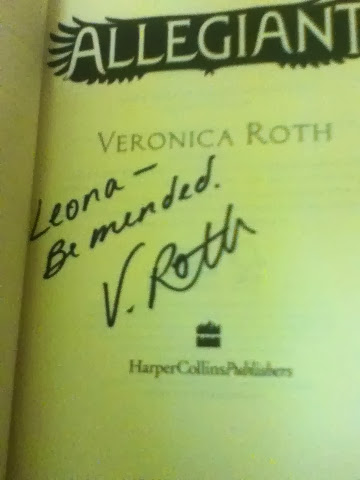 ALLEGIANT
VERONICA ROTH
Leona –
Be mended.
V. Roth
HarperCollinsPublishers